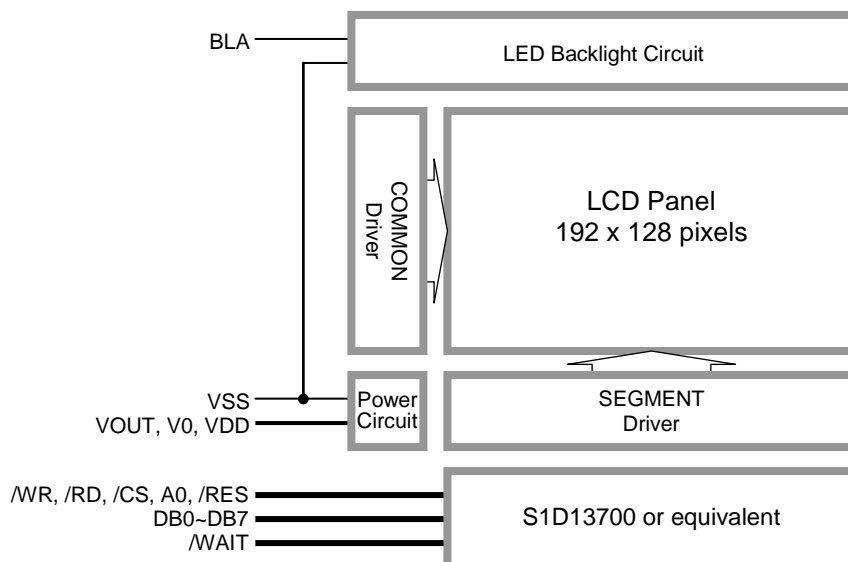 BLA
LED Backlight Circuit
COMMON
Driver
LCD Panel
192 x 128 pixels
VSS
VOUT, V0, VDD
Power
Circuit
SEGMENT
Driver
/WR, /RD, /CS, A0, /RES
DB0~DB7
/WAIT
S1D13700 or equivalent